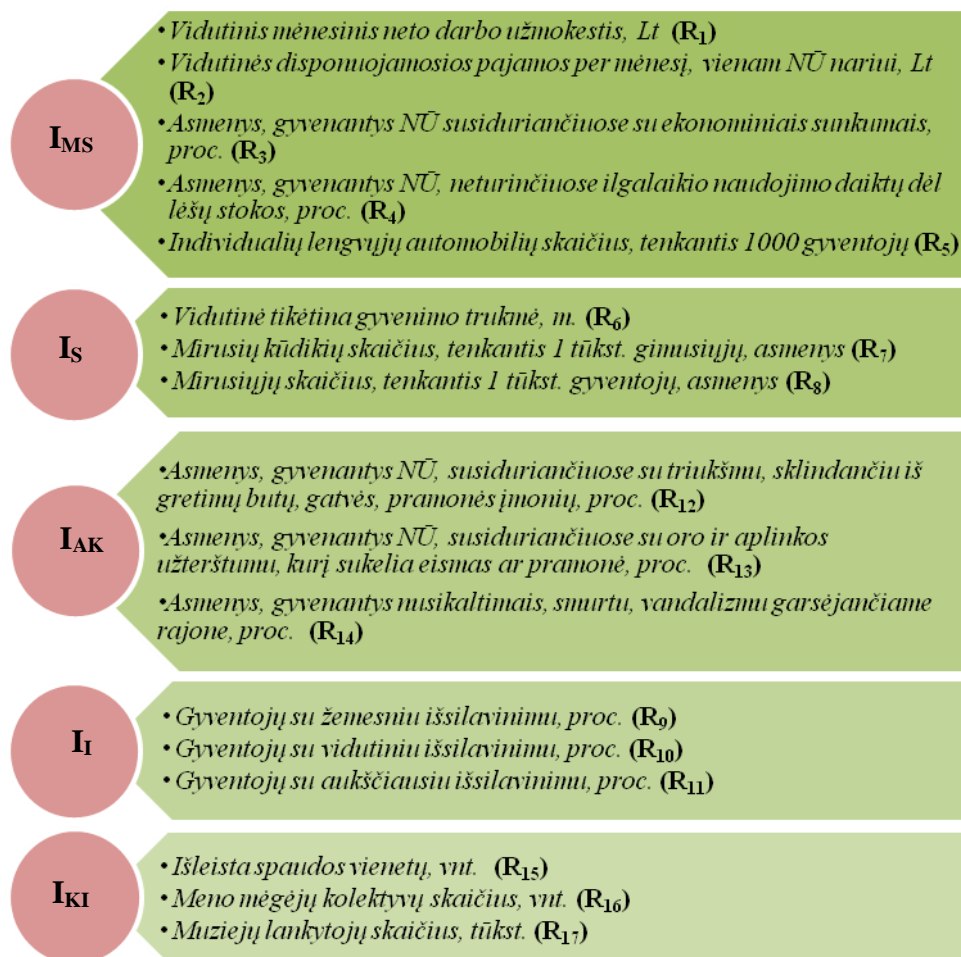 I_MS
•Vidutinis mėnesinis neto darbo užmokestis, Lt (R₁)
•Vidutinės disponuojamosios pajamos per mėnesį, vienam NŪ nariui, Lt
(R₂)
•Asmenys, gyvenantys NŪ susiduriančiuose su ekonominiais sunkumais,
proc. (R₃)
•Asmenys, gyvenantys NŪ, neturinčiuose ilgalaikio naudojimo daiktų dėl
lėšų stokos, proc. (R₄)
•Individualių lengvųjų automobilių skaičius, tenkantis 1000 gyventojų (R₅)
I_S
•Vidutinė tikėtina gyvenimo trukmė, m. (R₆)
•Mirusių kūdikių skaičius, tenkantis 1 tūkst. gimusiųjų, asmenys (R₇)
•Mirusiųjų skaičius, tenkantis 1 tūkst. gyventojų, asmenys (R₈)
I_AK
•Asmenys, gyvenantys NŪ, susiduriančiuose su triukšmu, sklindančiu iš
gretimų butų, gatvės, pramonės įmonių, proc. (R₁₂)
•Asmenys, gyvenantys NŪ, susiduriančiuose su oro ir aplinkos
užterštumu, kurį sukelia eismas ar pramonė, proc. (R₁₃)
•Asmenys, gyvenantys nusikaltimais, smurtu, vandalizmu garsėjančiame
rajone, proc. (R₁₄)
I_I
•Gyventojų su žemesniu išsilavinimu, proc. (R₉)
•Gyventojų su vidutiniu išsilavinimu, proc. (R₁₀)
•Gyventojų su aukščiausiu išsilavinimu, proc. (R₁₁)
I_KI
•Išleista spaudos vienetų, vnt. (R₁₅)
•Meno mėgėjų kolektyvų skaičius, vnt. (R₁₆)
•Muziejų lankytojų skaičius, tūkst. (R₁₇)